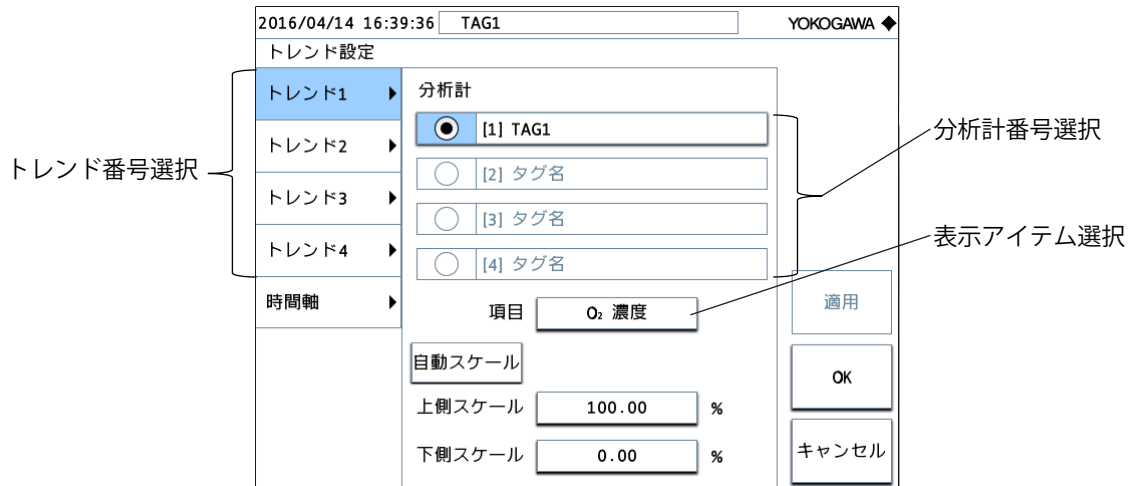 2016/04/14 16:39:36 TAG1 YOKOGAWA
トレンド設定
トレンド番号選択
トレンド1
トレンド2
トレンド3
トレンド4
時間軸
分析計
[1] TAG1
[2] タグ名
[3] タグ名
[4] タグ名
項目 O₂ 濃度
自動スケール
上側スケール 100.00 %
下側スケール 0.00 %
適用
OK
キャンセル
分析計番号選択
表示アイテム選択